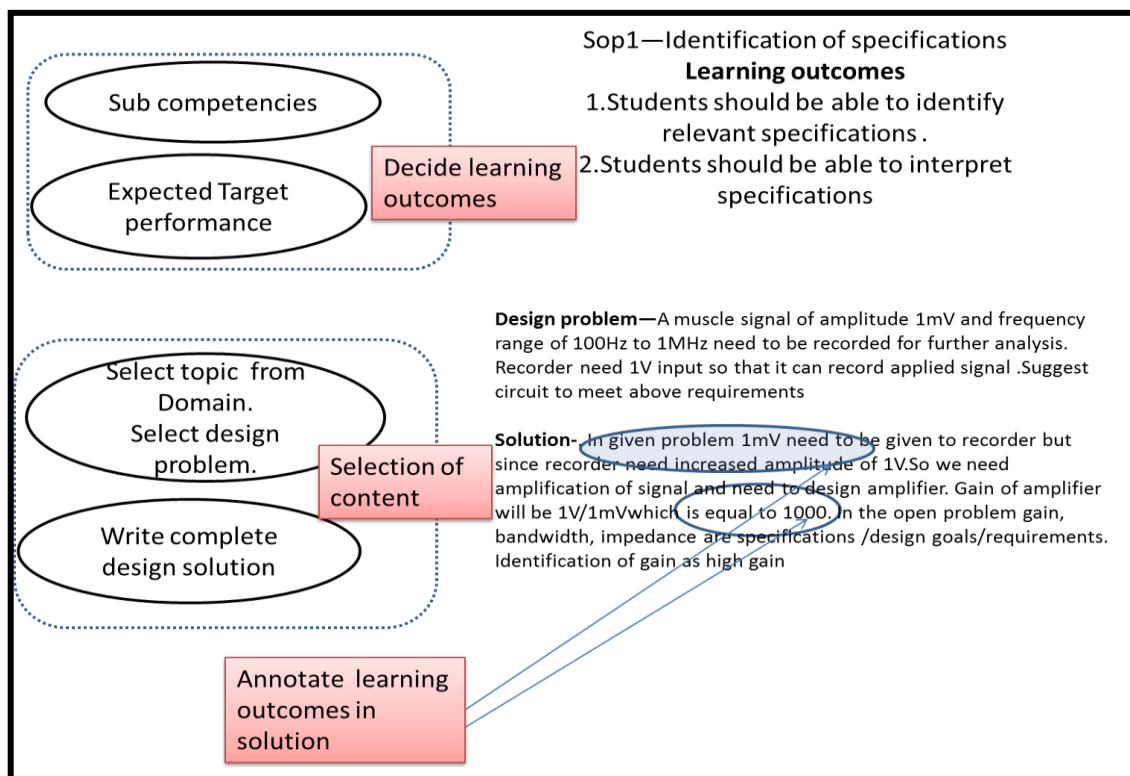 Sub competencies
Expected Target
performance
Decide learning
outcomes
Sop1—Identification of specifications
Learning outcomes
1.Students should be able to identify
relevant specifications .
2.Students should be able to interpret
specifications
Select topic from
Domain.
Select design
problem.
Write complete
design solution
Selection of
content
Design problem—A muscle signal of amplitude 1mV and frequency
range of 100Hz to 1MHz need to be recorded for further analysis.
Recorder need 1V input so that it can record applied signal .Suggest
circuit to meet above requirements
Solution-. In given problem 1mV need to be given to recorder but
since recorder need increased amplitude of 1V.So we need
amplification of signal and need to design amplifier. Gain of amplifier
will be 1V/1mVwhich is equal to 1000. In the open problem gain,
bandwidth, impedance are specifications /design goals/requirements.
Identification of gain as high gain
Annotate learning
outcomes in
solution